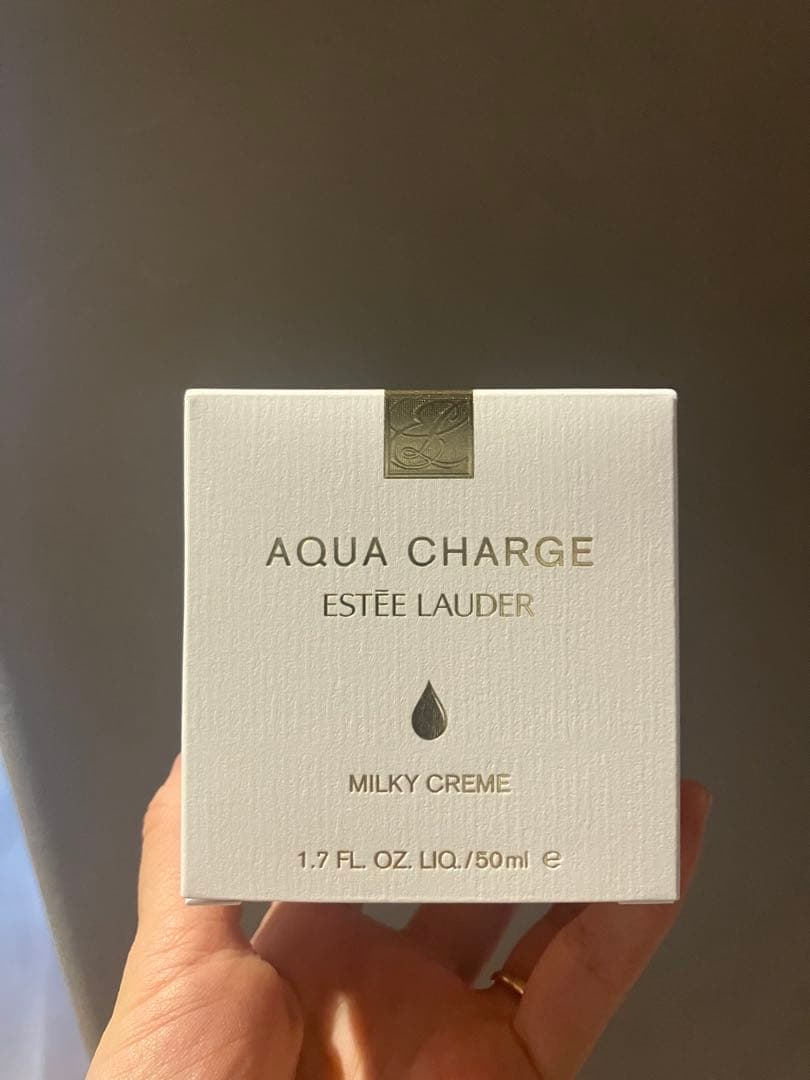 AQUA CHARGE
ESTĒE LAUDER
MILKY CREME
1.7 FL. OZ. LIQ./50ml ℮